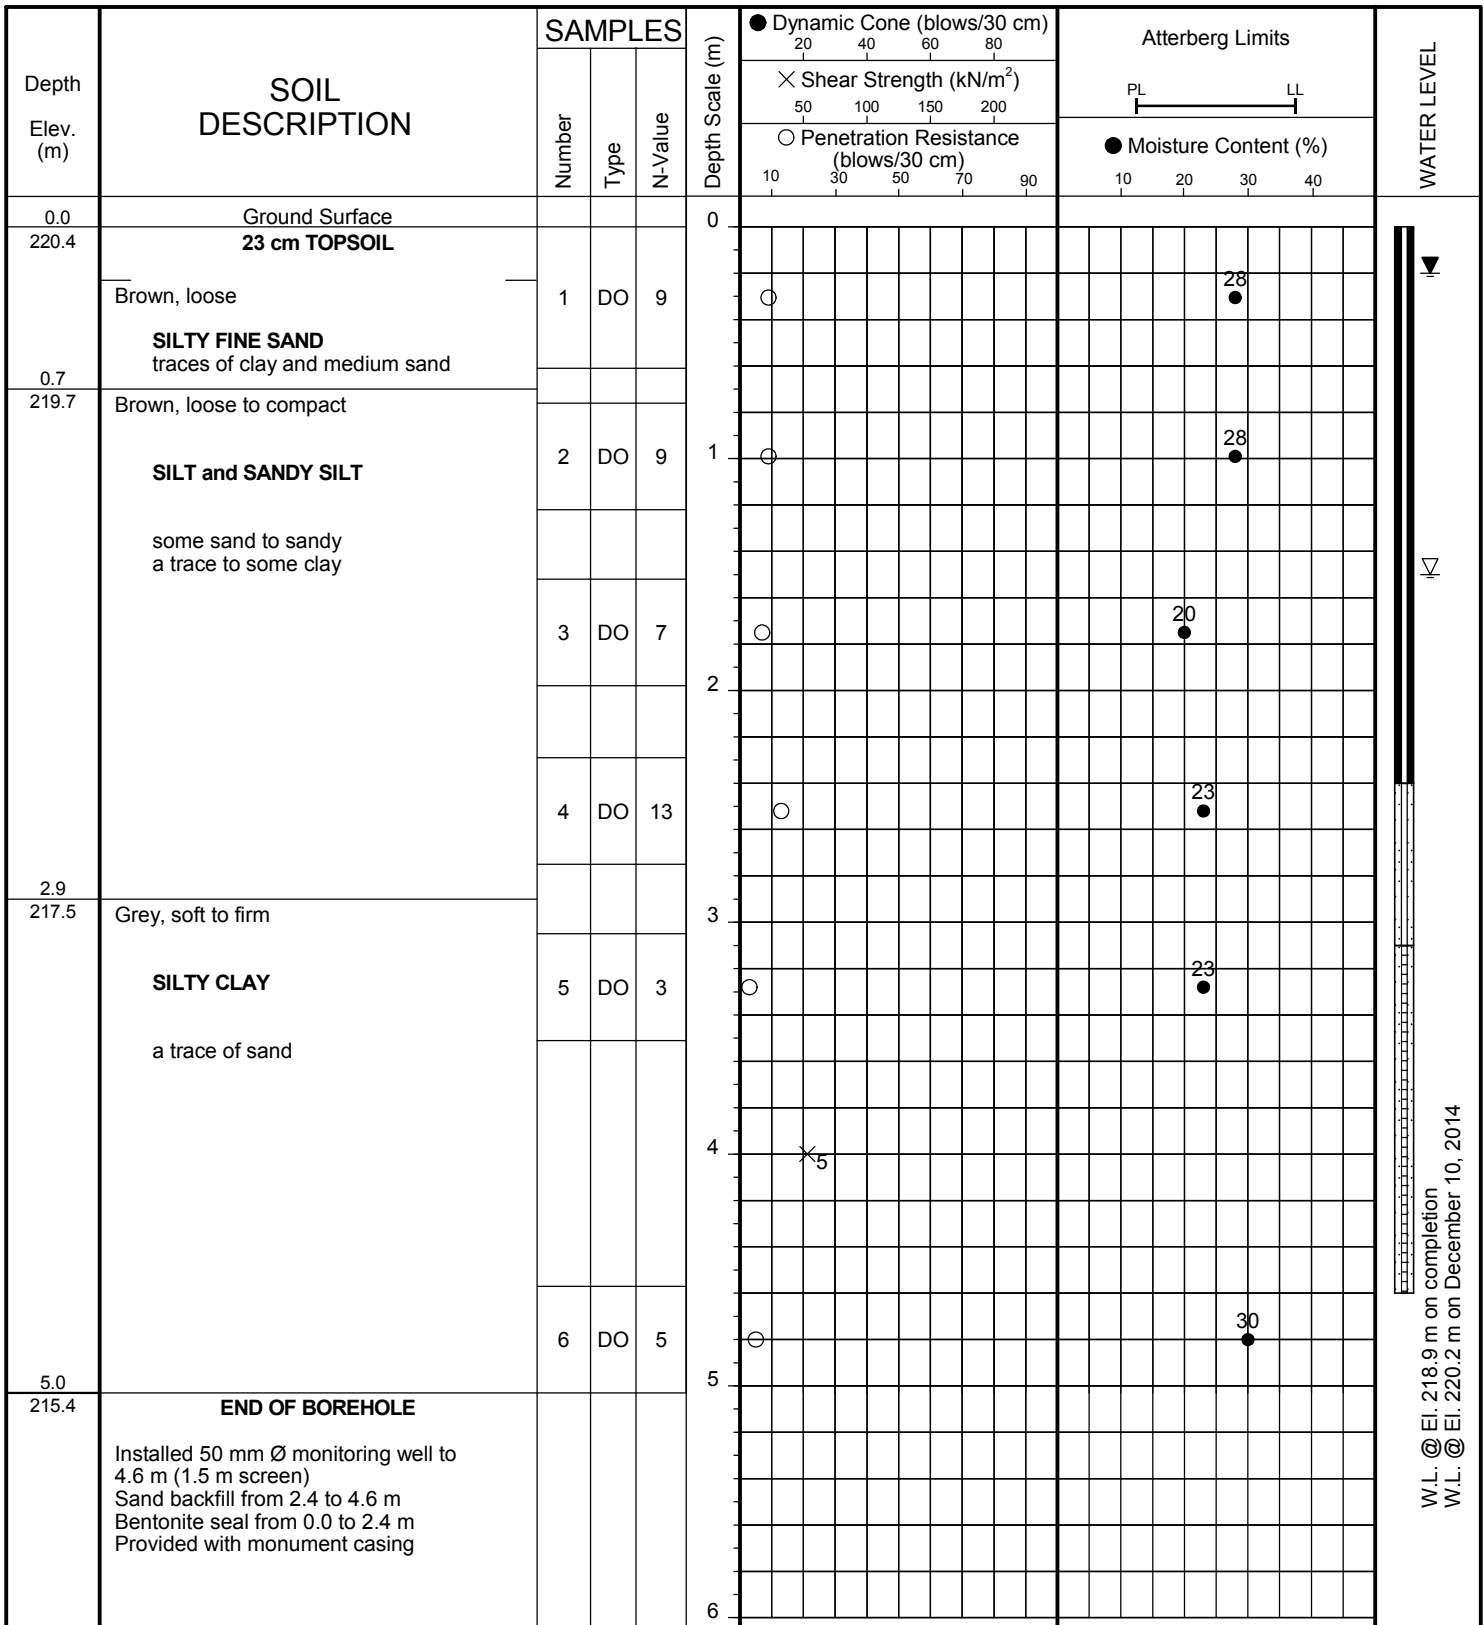 Depth
Elev.
(m)
SOIL
DESCRIPTION
SAMPLES
Number
Type
N-Value
Depth Scale (m)
● Dynamic Cone (blows/30 cm)
20 40 60 80
× Shear Strength (kN/m²)
50 100 150 200
○ Penetration Resistance
(blows/30 cm)
10 30 50 70 90
Atterberg Limits
PL LL
● Moisture Content (%)
10 20 30 40
WATER LEVEL
0.0 Ground Surface 0
220.4 23 cm TOPSOIL
Brown, loose 1 DO 9 28
SILTY FINE SAND
traces of clay and medium sand
0.7
219.7 Brown, loose to compact
SILT and SANDY SILT 2 DO 9 1 28
some sand to sandy
a trace to some clay
3 DO 7 20
2
4 DO 13 23
2.9
217.5 Grey, soft to firm 3
SILTY CLAY 5 DO 3 23
a trace of sand
4 5
6 DO 5 30
5.0 5
215.4 END OF BOREHOLE
Installed 50 mm Ø monitoring well to
4.6 m (1.5 m screen)
Sand backfill from 2.4 to 4.6 m
Bentonite seal from 0.0 to 2.4 m
Provided with monument casing
6
W.L. @ El. 218.9 m on completion
W.L. @ El. 220.2 m on December 10, 2014